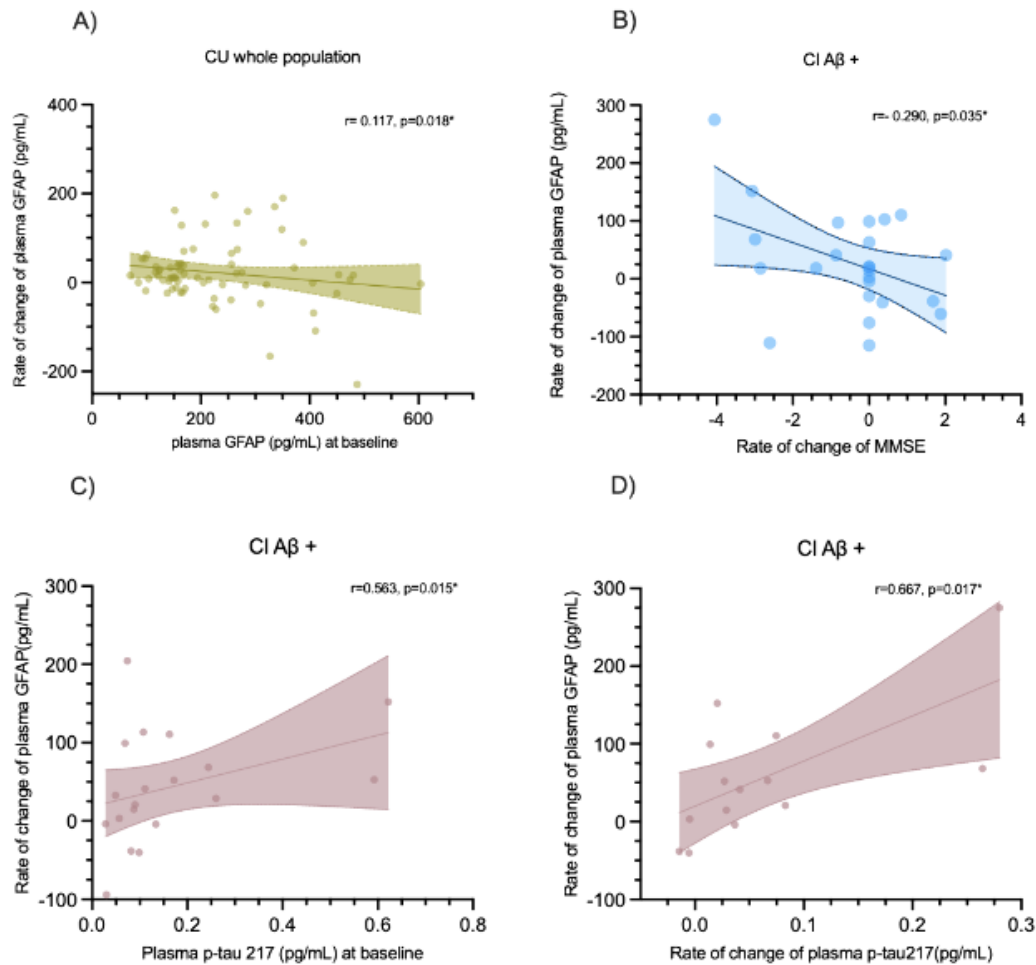 A)
CU whole population
r= 0.117, p=0.018*
Rate of change of plasma GFAP (pg/mL)
400
200
0
-200
0
200
400
600
plasma GFAP (pg/mL) at baseline
B)
CI Aβ +
r=- 0.290, p=0.035*
Rate of change of plasma GFAP (pg/mL)
300
200
100
0
-100
-200
-4
-2
0
2
4
Rate of change of MMSE
C)
CI Aβ +
r=0.563, p=0.015*
Rate of change of plasma GFAP(pg/mL)
300
200
100
0
-100
0.0
0.2
0.4
0.6
0.8
Plasma p-tau 217 (pg/mL) at baseline
D)
CI Aβ +
r=0.667, p=0.017*
Rate of change of plasma GFAP (pg/mL)
300
200
100
0
-100
0.0
0.1
0.2
0.3
Rate of change of plasma p-tau217(pg/mL)